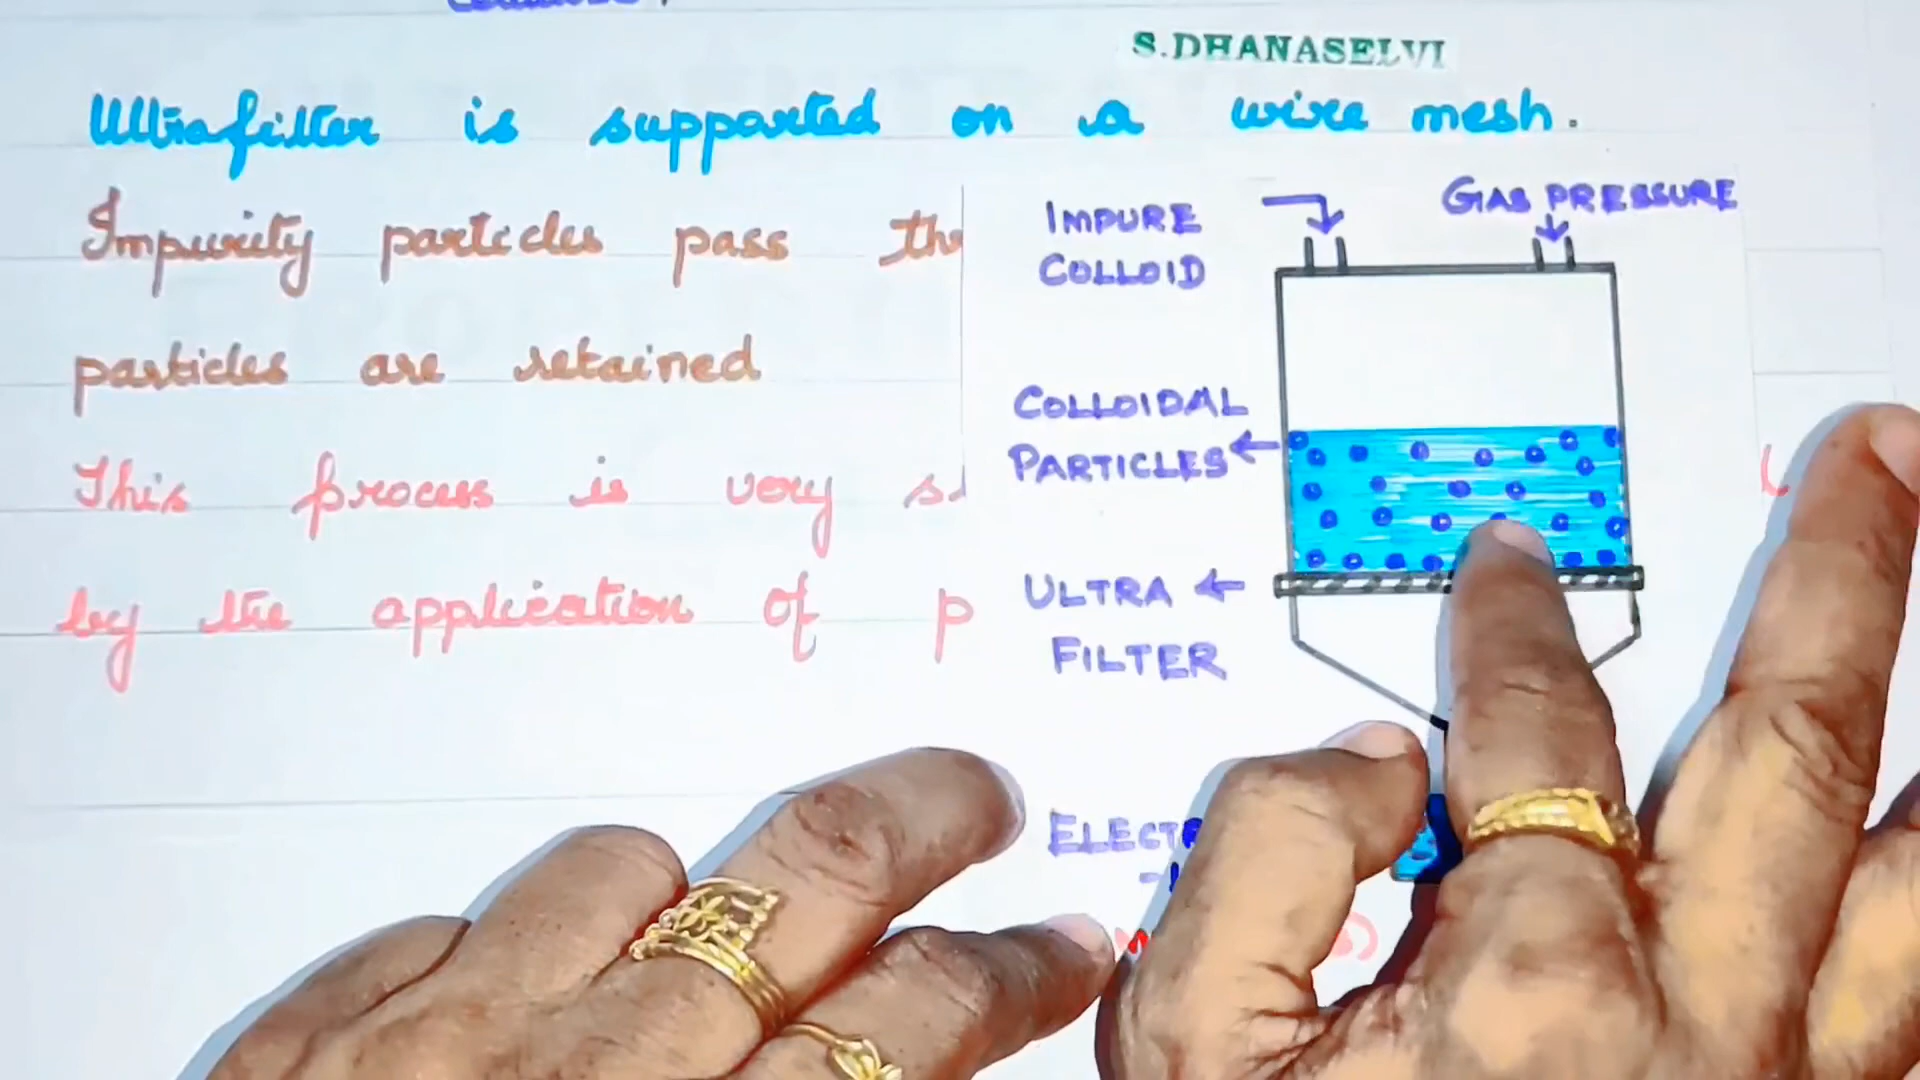 S.DHANASELVI
Ultrafilter is supported on a wire mesh.
Impurity particles pass
particles are retained
This process is very
by the application of
IMPURE
COLLOID
GAS PRESSURE
COLLOIDAL
PARTICLES
ULTRA
FILTER